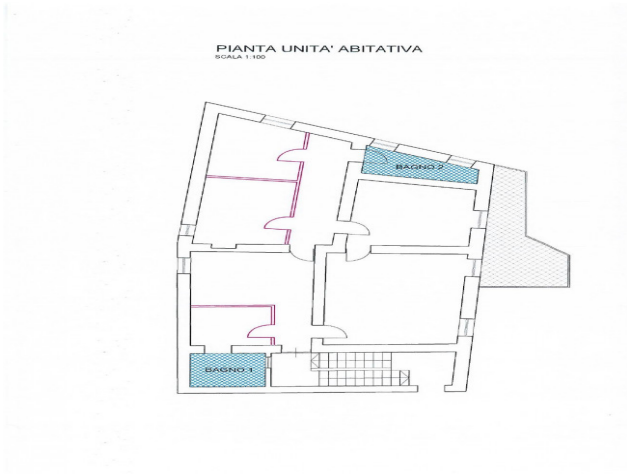 PIANTA UNITA' ABITATIVA
SCALA 1:100
BAGNO 2
BAGNO 1